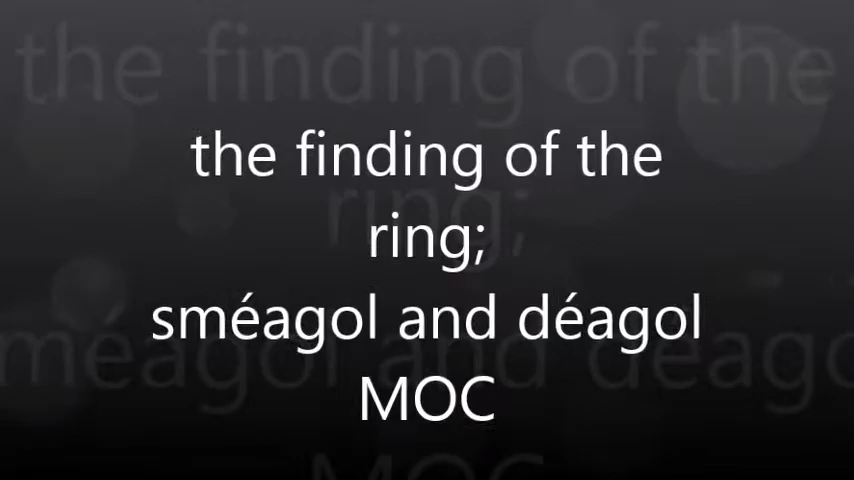 the finding of the
ring;
sméagol and déagol
MOC